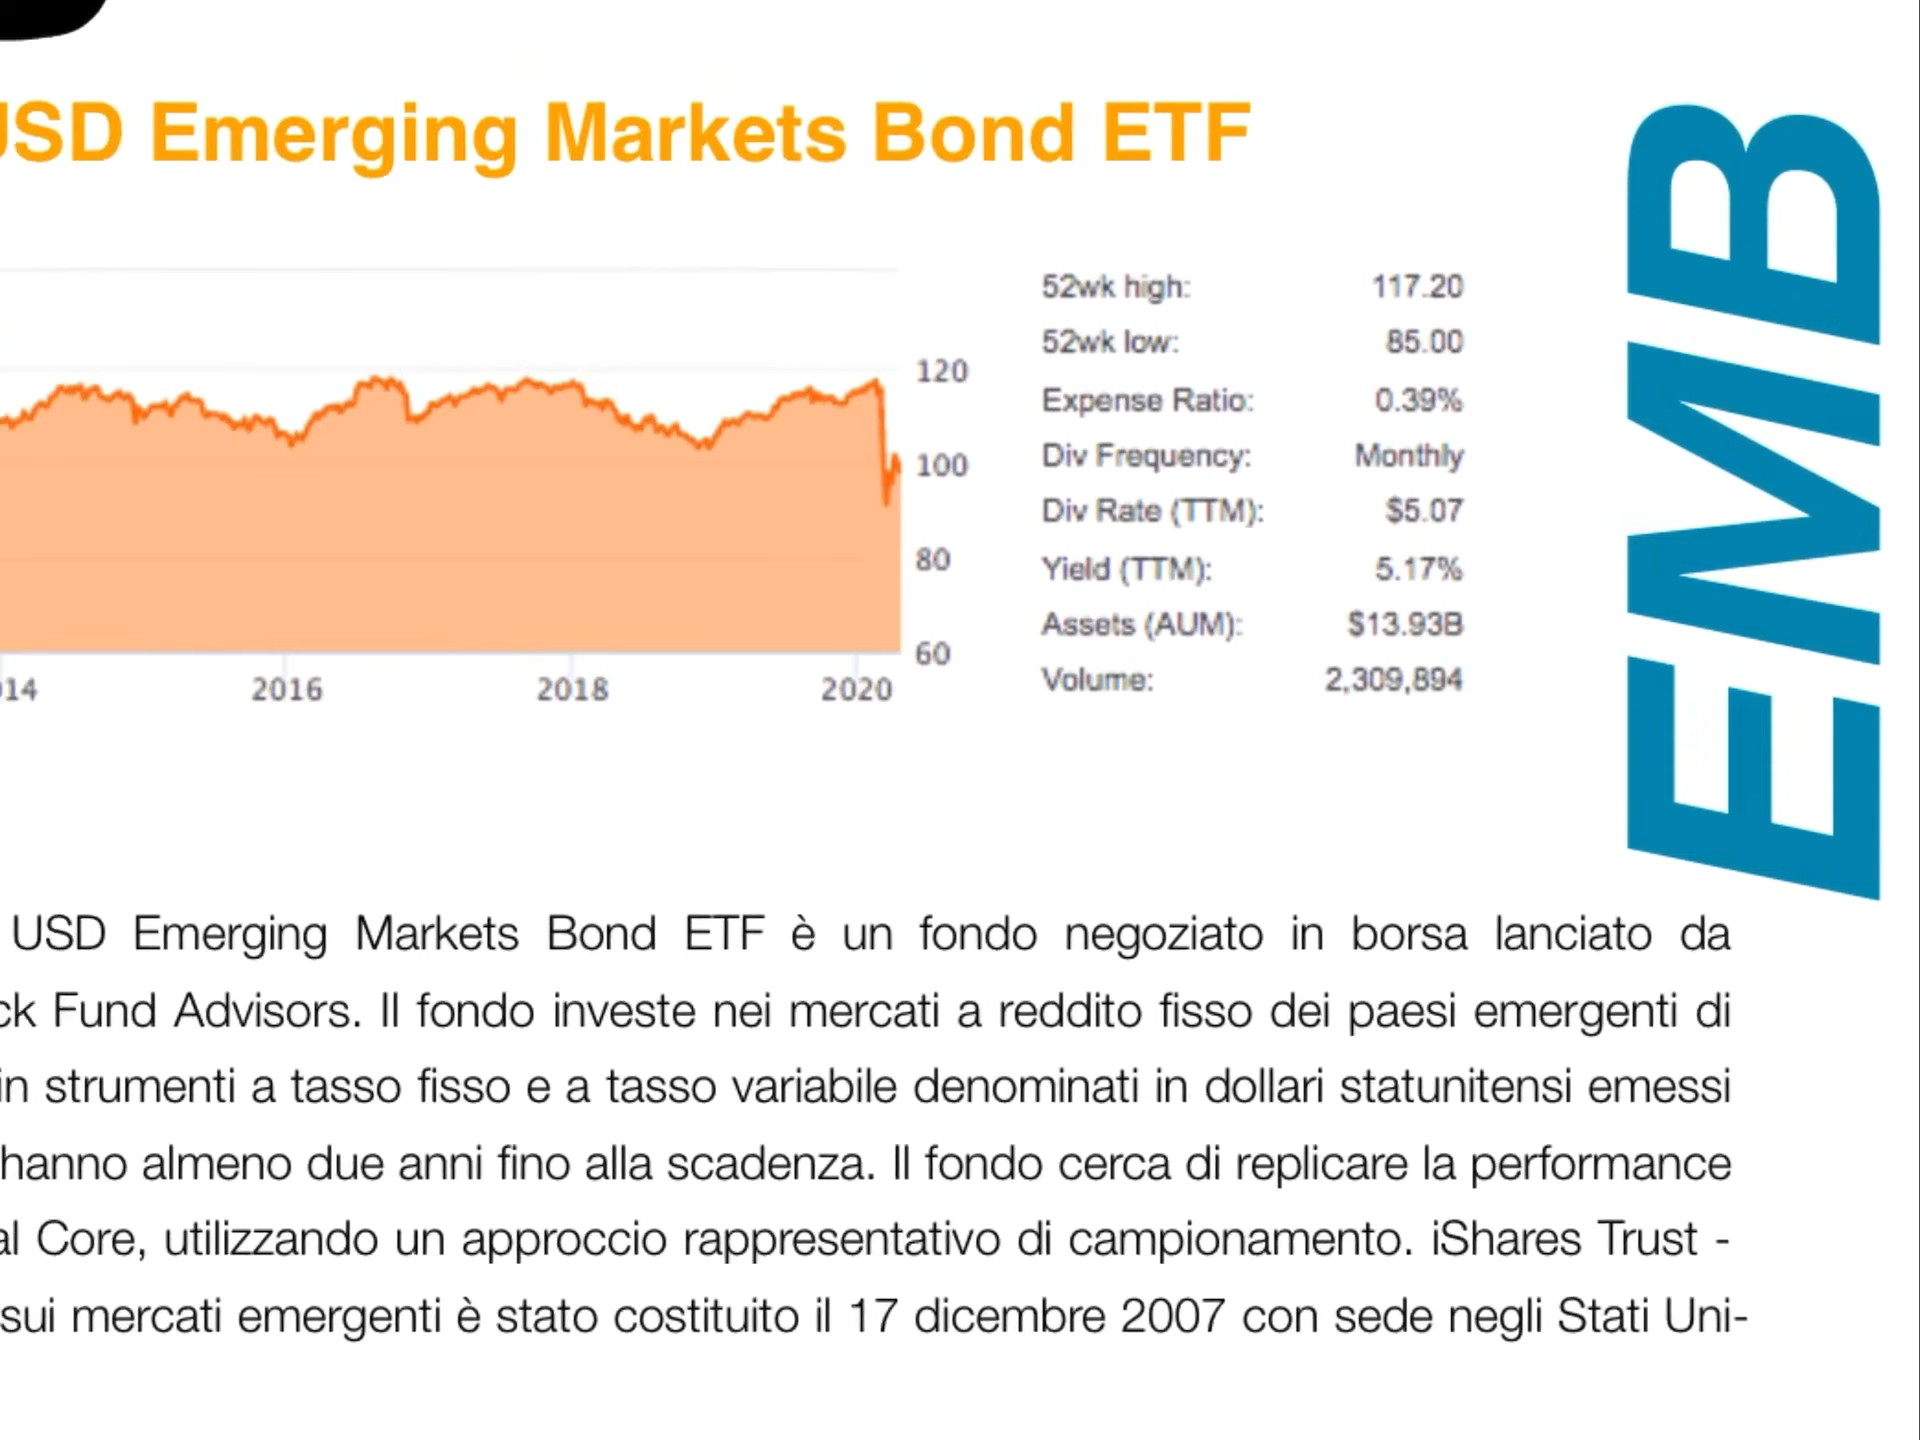 USD Emerging Markets Bond ETF
EMB
52wk high: 117.20
52wk low: 85.00
Expense Ratio: 0.39%
Div Frequency: Monthly
Div Rate (TTM): $5.07
Yield (TTM): 5.17%
Assets (AUM): $13.93B
Volume: 2,309,894
120
100
80
60
14 2016 2018 2020
USD Emerging Markets Bond ETF è un fondo negoziato in borsa lanciato da
ck Fund Advisors. Il fondo investe nei mercati a reddito fisso dei paesi emergenti di
in strumenti a tasso fisso e a tasso variabile denominati in dollari statunitensi emessi
hanno almeno due anni fino alla scadenza. Il fondo cerca di replicare la performance
al Core, utilizzando un approccio rappresentativo di campionamento. iShares Trust -
sui mercati emergenti è stato costituito il 17 dicembre 2007 con sede negli Stati Uni-